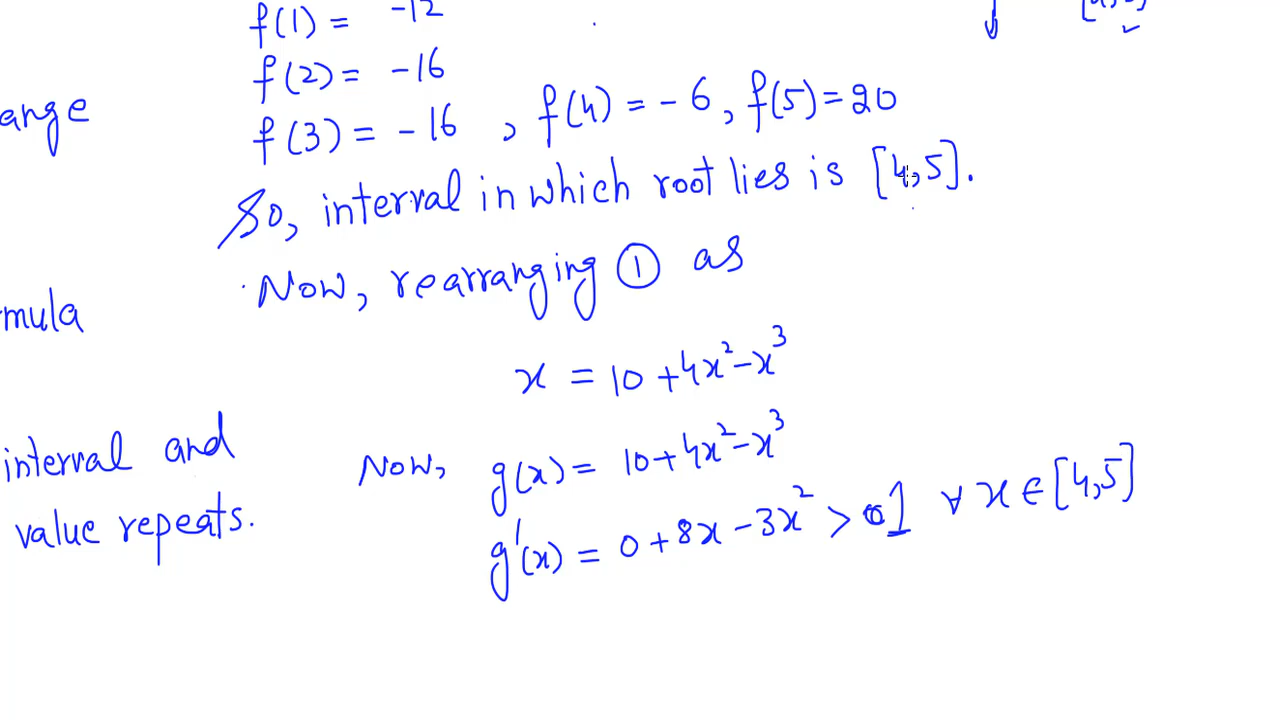 f(1) = -12
f(2) = -16
ange
f(3) = -16 , f(4) = -6, f(5) = 20
So, interval in which root lies is [4,5].
Now, rearranging ① as
mula
x = 10 + 4x² - x³
interval and
Now, g(x) = 10 + 4x² - x³
value repeats.
g'(x) = 0 + 8x - 3x² > 1 ∀ x ∈ [4,5]